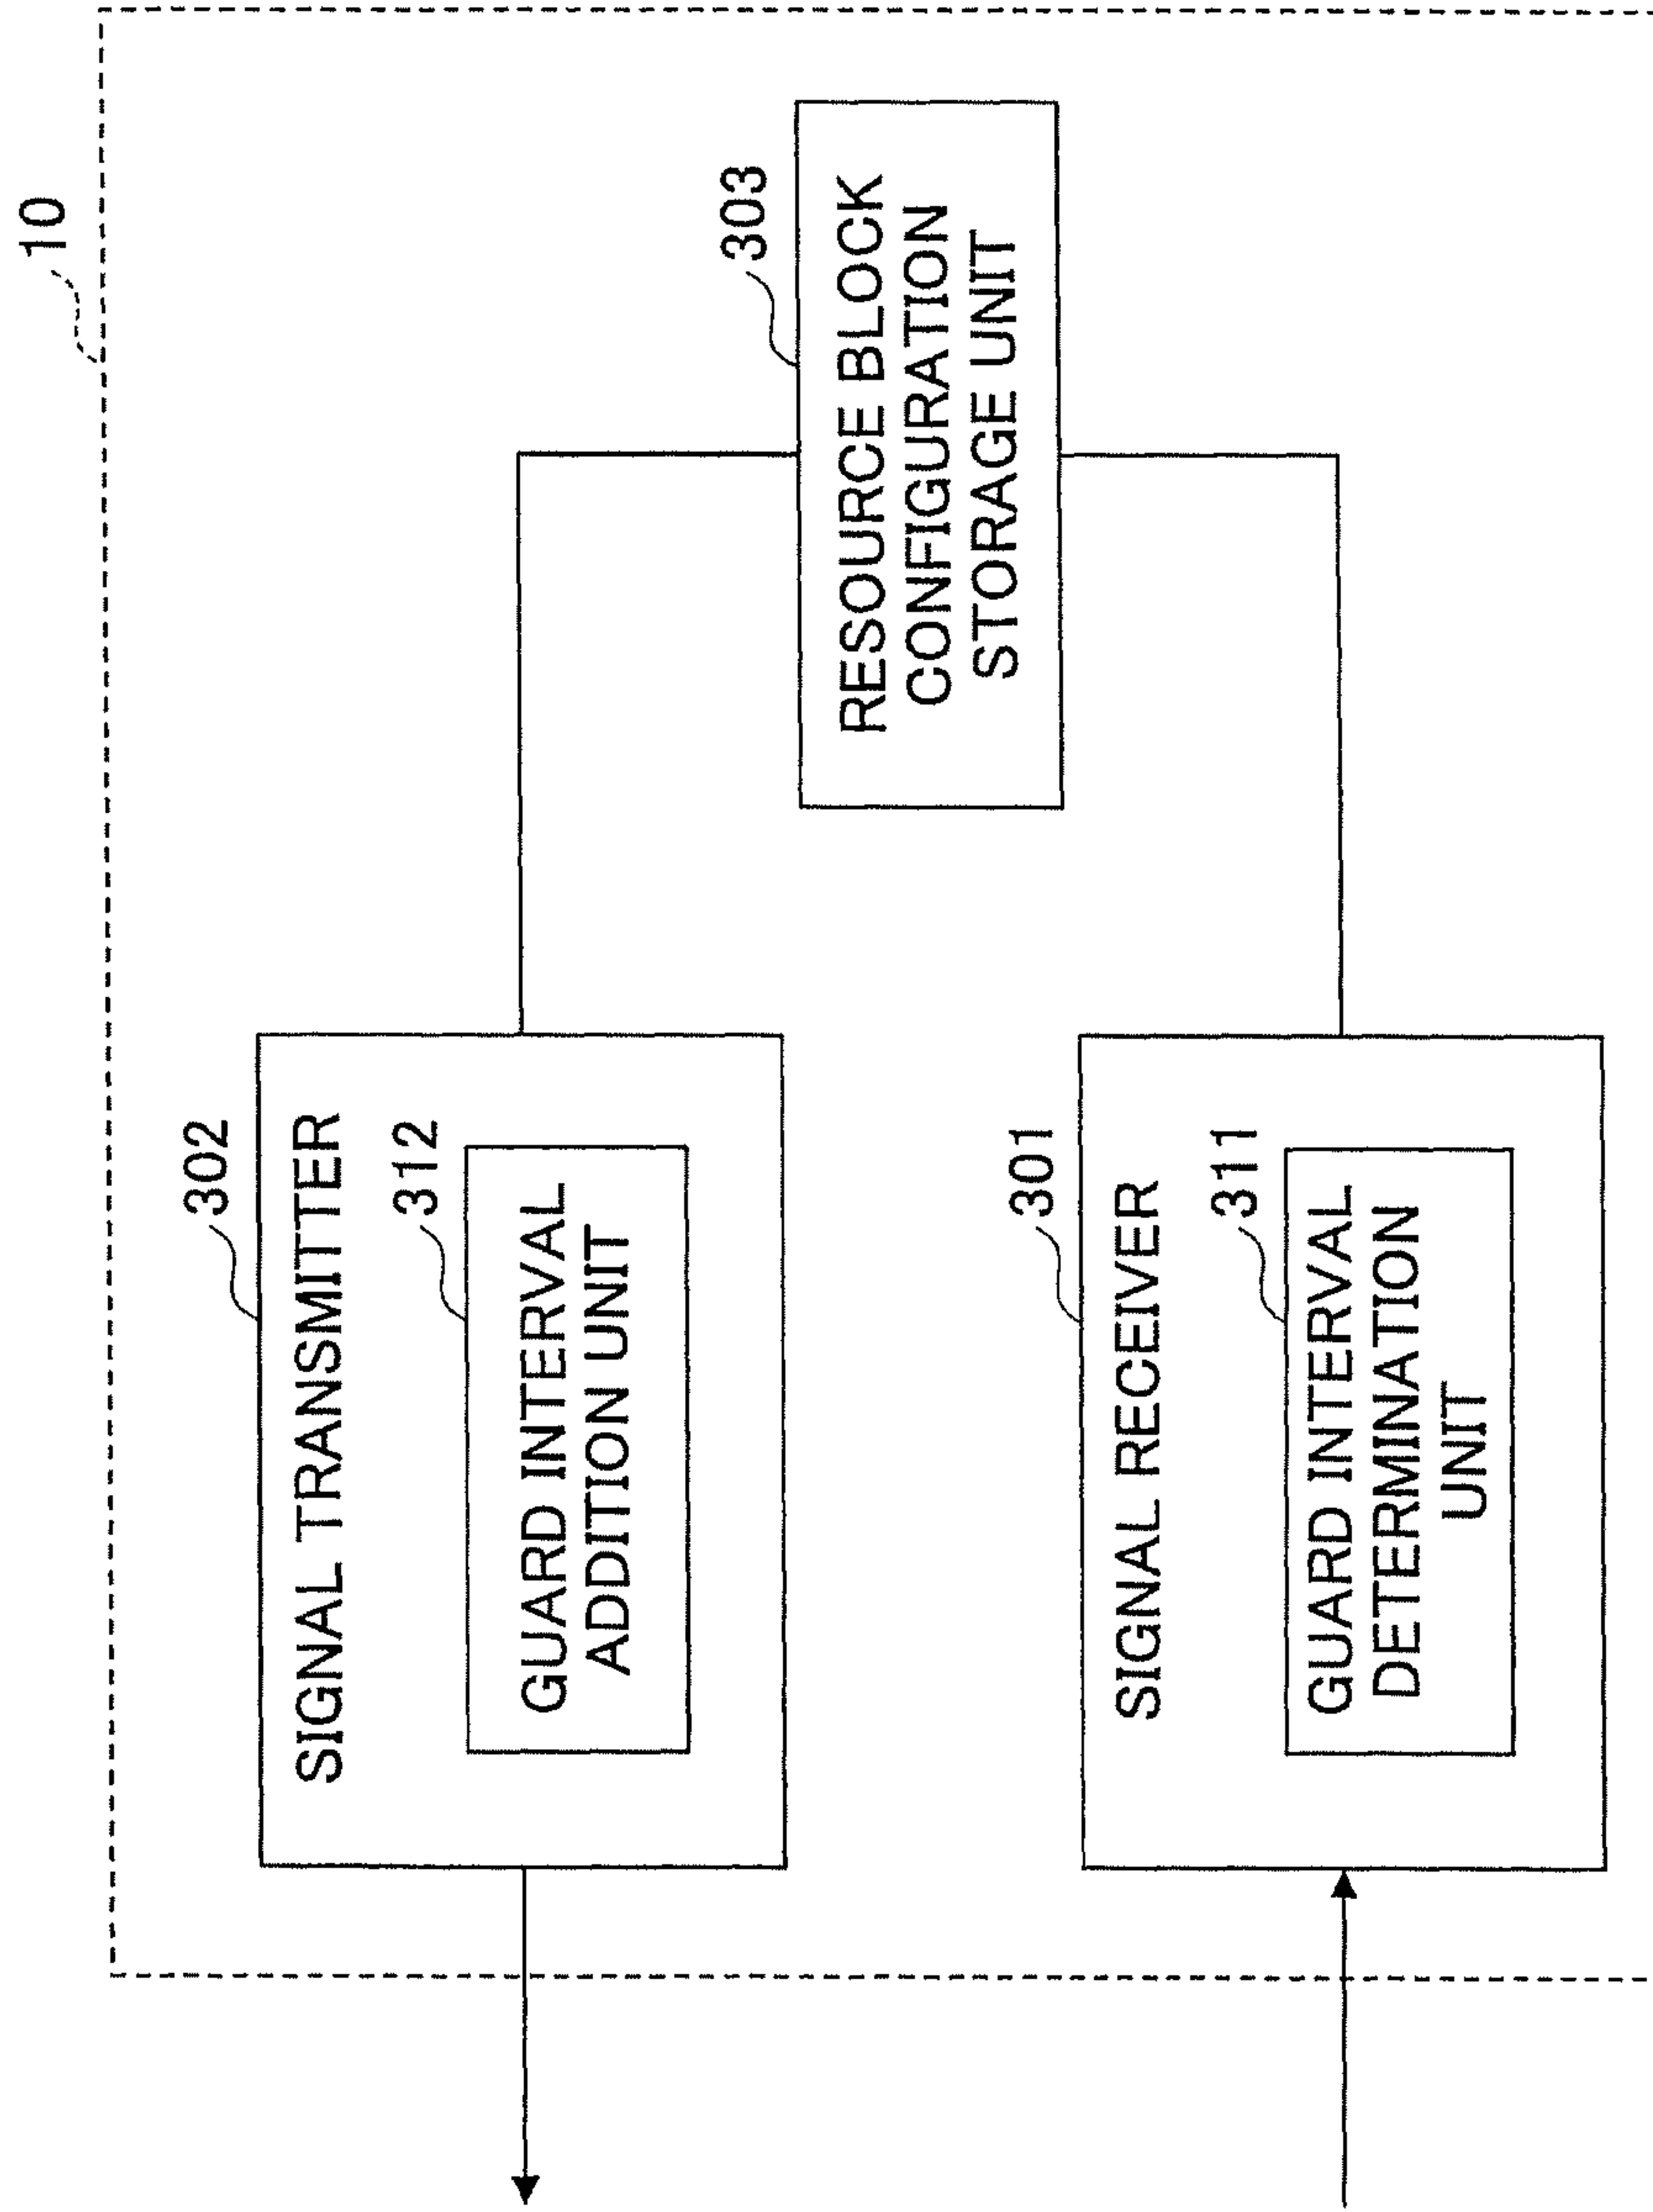 10
302
SIGNAL TRANSMITTER
312
GUARD INTERVAL
ADDITION UNIT
303
RESOURCE BLOCK
CONFIGURATION
STORAGE UNIT
301
SIGNAL RECEIVER
311
GUARD INTERVAL
DETERMINATION
UNIT